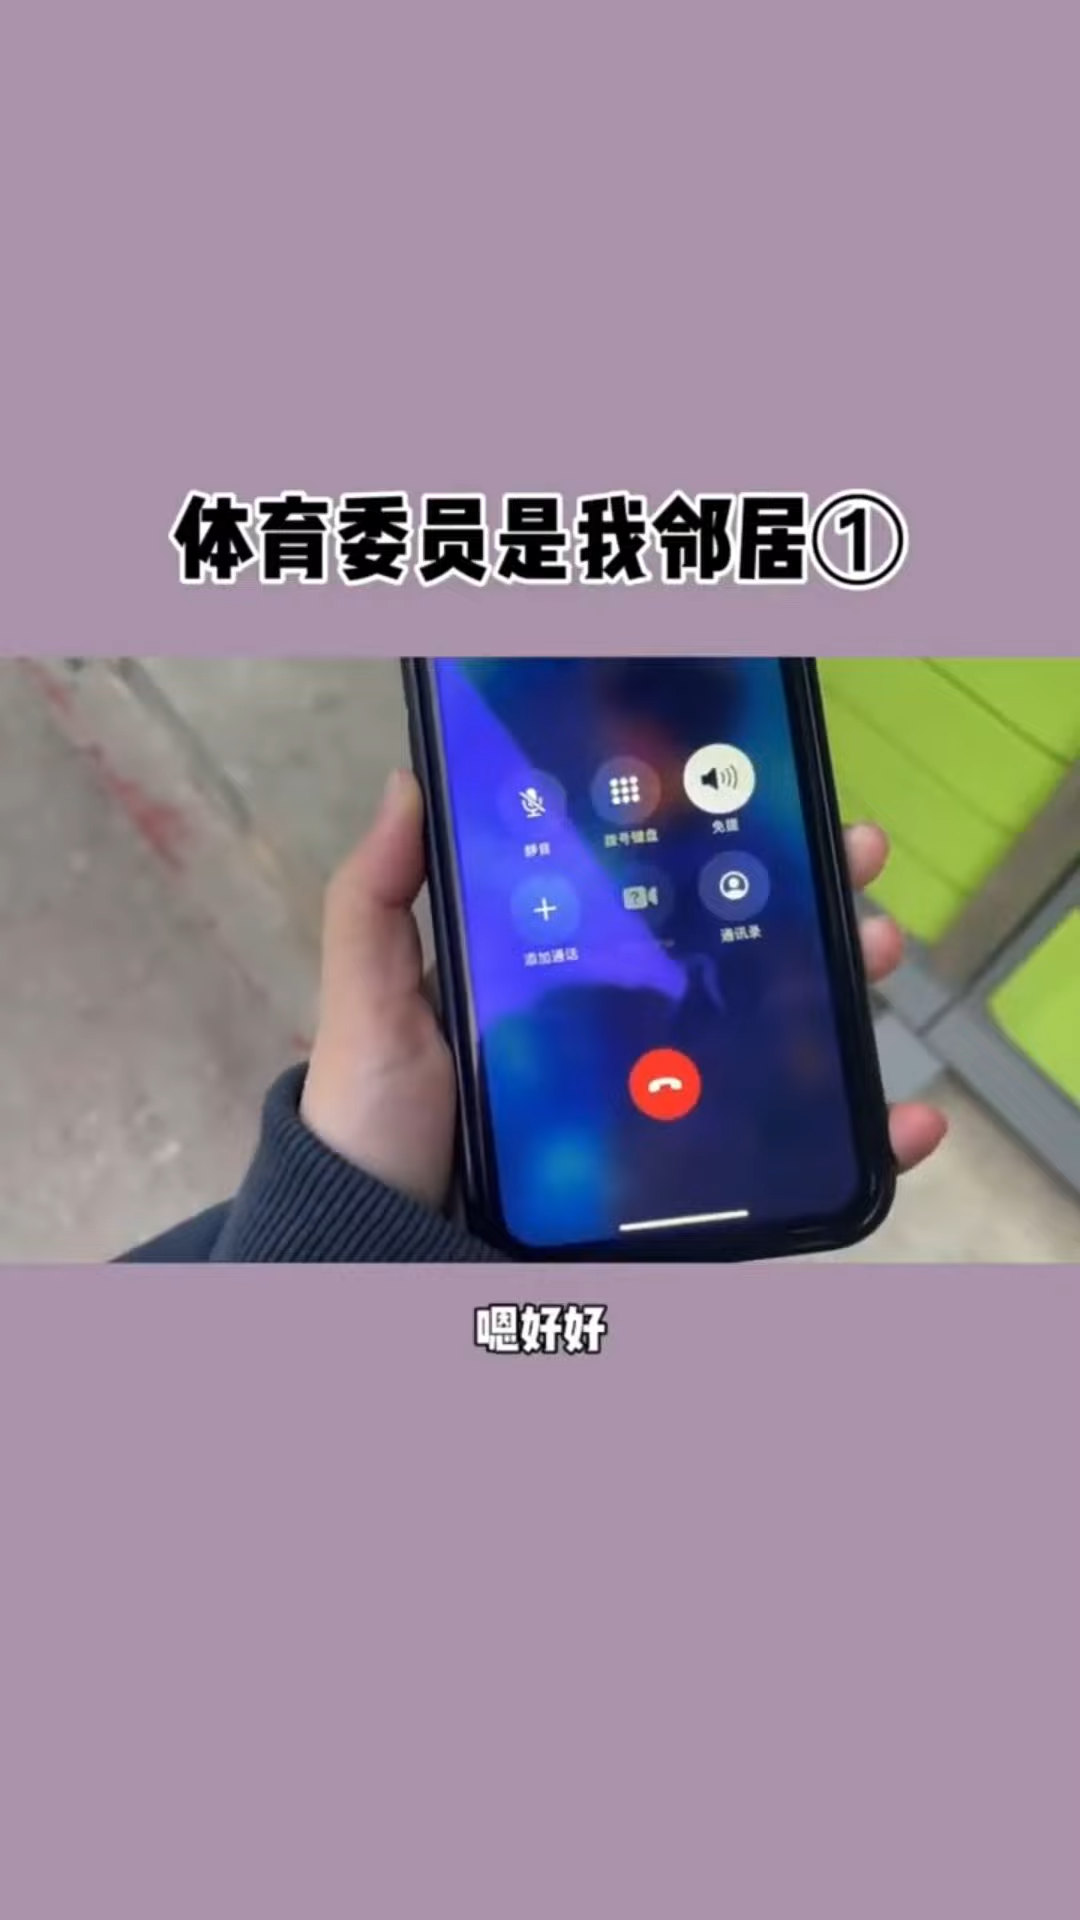 体育委员是我邻居①
静音
拨号键盘
免提
添加通话
通讯录
嗯好好